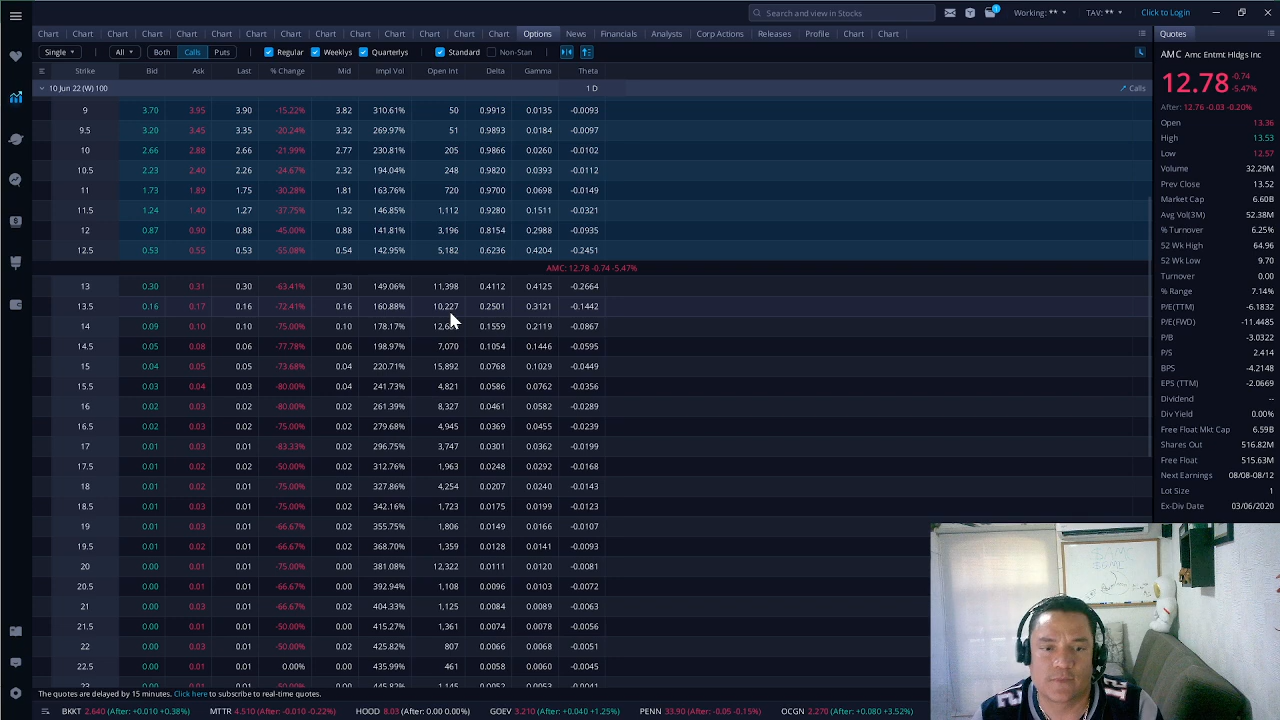 Search and view in Stocks
1
Working: **
TAV: **
Click to Login
Chart Chart Chart Chart Chart Chart Chart Chart Chart Chart Chart Chart Options News Financials Analysts Corp Actions Releases Profile Chart Chart
Quotes
Single All Both Calls Puts Regular Weeklys Quarterlys Standard Non-Stan
Strike Bid Ask Last % Change Mid Impl Vol Open Int Delta Gamma Theta
10 Jun 22 (W) 100 1 D Calls
9 3.70 3.95 3.90 -15.22% 3.82 310.61% 50 0.9913 0.0135 -0.0093
9.5 3.20 3.45 3.35 -20.24% 3.32 269.97% 51 0.9893 0.0184 -0.0097
10 2.66 2.88 2.66 -21.99% 2.77 230.81% 205 0.9866 0.0260 -0.0102
10.5 2.23 2.40 2.26 -24.67% 2.32 194.04% 248 0.9820 0.0393 -0.0112
11 1.73 1.89 1.75 -30.28% 1.81 163.76% 720 0.9700 0.0698 -0.0149
11.5 1.24 1.40 1.27 -37.75% 1.32 146.85% 1,112 0.9280 0.1511 -0.0321
12 0.87 0.90 0.88 -45.00% 0.88 141.81% 3,196 0.8154 0.2988 -0.0935
12.5 0.53 0.55 0.53 -55.08% 0.54 142.95% 5,182 0.6236 0.4204 -0.2451
AMC: 12.78 -0.74 -5.47%
13 0.30 0.31 0.30 -63.41% 0.30 149.06% 11,398 0.4112 0.4125 -0.2664
13.5 0.16 0.17 0.16 -72.41% 0.16 160.88% 10,227 0.2501 0.3121 -0.1442
14 0.09 0.10 0.10 -75.00% 0.10 178.17% 0.1559 0.2119 -0.0867
14.5 0.05 0.08 0.06 -77.78% 0.06 198.97% 7,070 0.1054 0.1446 -0.0595
15 0.04 0.05 0.05 -73.68% 0.04 220.71% 15,892 0.0768 0.1029 -0.0449
15.5 0.03 0.04 0.03 -80.00% 0.04 241.73% 4,821 0.0586 0.0762 -0.0356
16 0.02 0.03 0.02 -80.00% 0.02 261.39% 8,327 0.0461 0.0582 -0.0289
16.5 0.02 0.03 0.02 -75.00% 0.02 279.68% 4,945 0.0369 0.0455 -0.0239
17 0.01 0.03 0.01 -83.33% 0.02 296.75% 3,747 0.0301 0.0362 -0.0199
17.5 0.01 0.02 0.02 -50.00% 0.02 312.76% 1,963 0.0248 0.0292 -0.0168
18 0.01 0.02 0.01 -75.00% 0.02 327.86% 4,254 0.0207 0.0240 -0.0143
18.5 0.01 0.03 0.01 -75.00% 0.02 342.16% 1,723 0.0175 0.0199 -0.0123
19 0.01 0.03 0.01 -66.67% 0.02 355.75% 1,806 0.0149 0.0166 -0.0107
19.5 0.01 0.02 0.01 -66.67% 0.02 368.70% 1,359 0.0128 0.0141 -0.0093
20 0.00 0.01 0.01 -75.00% 0.00 381.08% 12,322 0.0111 0.0120 -0.0081
20.5 0.00 0.01 0.01 -66.67% 0.00 392.94% 1,108 0.0096 0.0103 -0.0072
21 0.00 0.03 0.01 -66.67% 0.02 404.33% 1,125 0.0084 0.0089 -0.0063
21.5 0.00 0.01 0.01 -50.00% 0.00 415.27% 1,361 0.0074 0.0078 -0.0056
22 0.00 0.03 0.01 -50.00% 0.02 425.82% 807 0.0066 0.0068 -0.0051
22.5 0.00 0.01 0.01 0.00% 0.00 435.99% 461 0.0058 0.0060 -0.0045
AMC Amc Entmt Hldgs Inc
12.78 -0.74 -5.47%
After: 12.76 -0.03 -0.20%
Open 13.36
High 13.53
Low 12.57
Volume 32.29M
Prev Close 13.52
Market Cap 6.60B
Avg Vol(3M) 52.38M
% Turnover 6.25%
52 Wk High 64.96
52 Wk Low 9.70
Turnover 0.00
% Range 7.14%
P/E(TTM) -6.1832
P/E(FWD) -11.4485
P/B -3.0322
P/S 2.414
BPS -4.2148
EPS (TTM) -2.0669
Dividend --
Div Yield 0.00%
Free Float Mkt Cap 6.59B
Shares Out 516.82M
Free Float 515.63M
Next Earnings 08/08-08/12
Lot Size 1
Ex-Div Date 03/06/2020
The quotes are delayed by 15 minutes. Click here to subscribe to real-time quotes.
BKKT 2.640 (After: +0.010 +0.38%) MTTR 4.510 (After: -0.010 -0.22%) HOOD 8.03 (After: 0.00 0.00%) GOEV 3.210 (After: +0.040 +1.25%) PENN 33.90 (After: -0.05 -0.15%) OCGN 2.270 (After: +0.080 +3.52%)